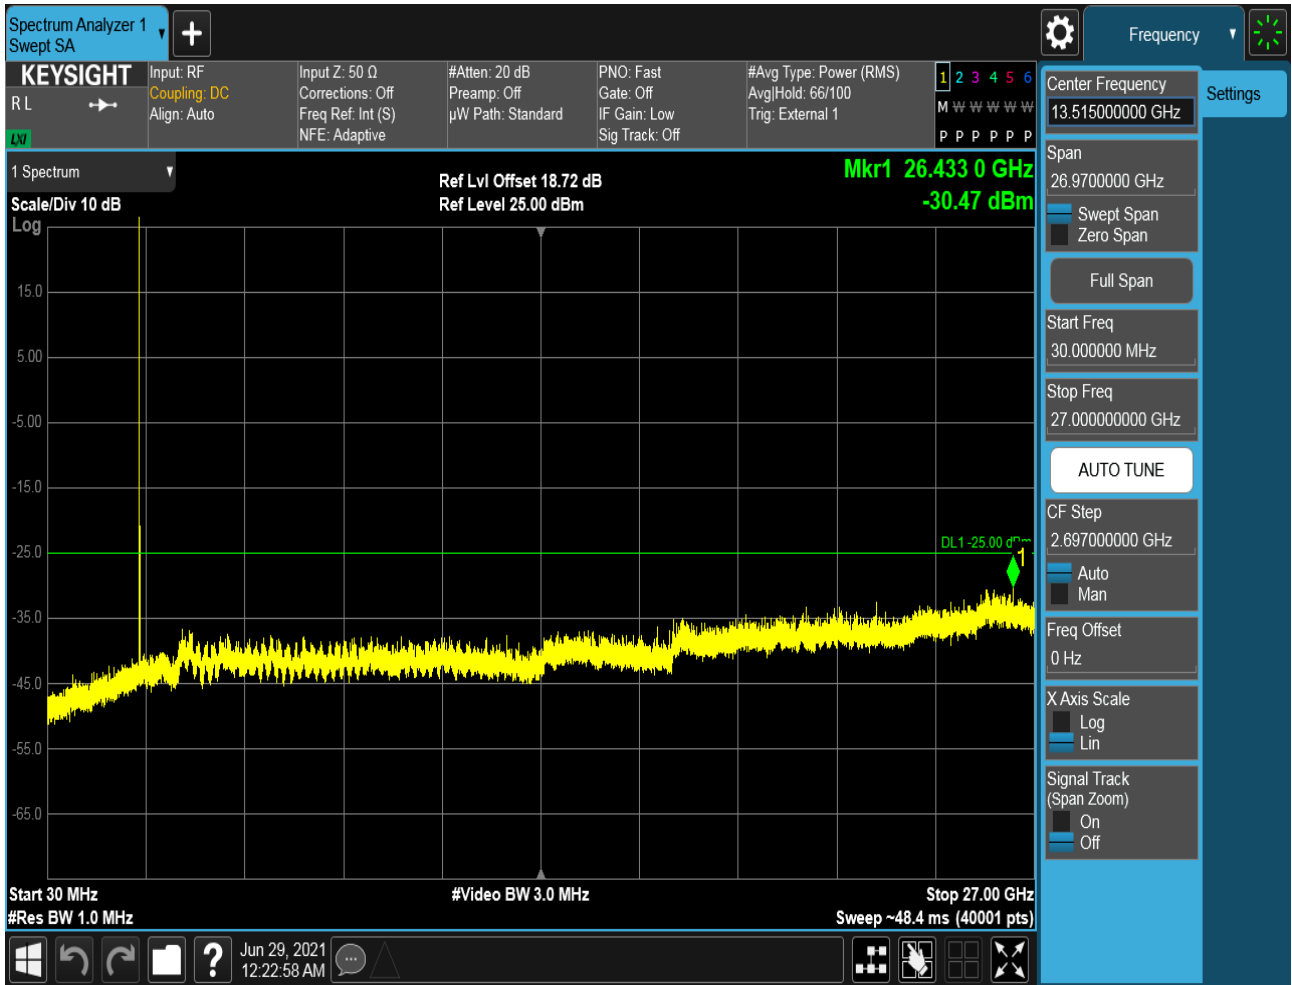 Spectrum Analyzer 1
Swept SA
Frequency
KEYSIGHT
R L
LXI
Input: RF
Coupling: DC
Align: Auto
Input Z: 50 Ω
Corrections: Off
Freq Ref: Int (S)
NFE: Adaptive
#Atten: 20 dB
Preamp: Off
µW Path: Standard
PNO: Fast
Gate: Off
IF Gain: Low
Sig Track: Off
#Avg Type: Power (RMS)
Avg|Hold: 66/100
Trig: External 1
1 2 3 4 5 6
M W W W W W
P P P P P P
1 Spectrum
Scale/Div 10 dB
Log
Ref Lvl Offset 18.72 dB
Ref Level 25.00 dBm
Mkr1 26.433 0 GHz
-30.47 dBm
15.0
5.00
-5.00
-15.0
-25.0
-35.0
-45.0
-55.0
-65.0
DL1 -25.00 dBm
1
Start 30 MHz
#Res BW 1.0 MHz
#Video BW 3.0 MHz
Stop 27.00 GHz
Sweep ~48.4 ms (40001 pts)
Jun 29, 2021
12:22:58 AM
Center Frequency
13.515000000 GHz
Span
26.9700000 GHz
Swept Span
Zero Span
Full Span
Start Freq
30.000000 MHz
Stop Freq
27.000000000 GHz
AUTO TUNE
CF Step
2.697000000 GHz
Auto
Man
Freq Offset
0 Hz
X Axis Scale
Log
Lin
Signal Track
(Span Zoom)
On
Off
Settings